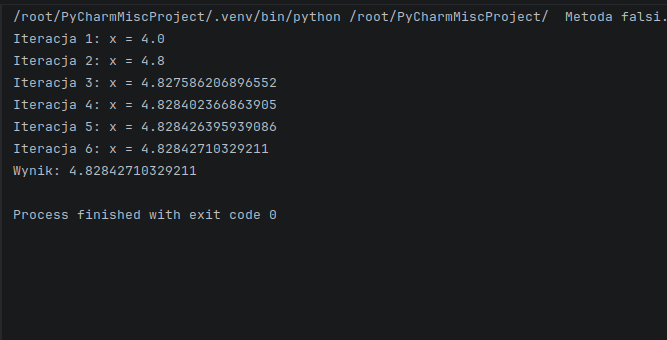 /root/PyCharmMiscProject/.venv/bin/python /root/PyCharmMiscProject/  Metoda falsi.
Iteracja 1: x = 4.0
Iteracja 2: x = 4.8
Iteracja 3: x = 4.827586206896552
Iteracja 4: x = 4.828402366863905
Iteracja 5: x = 4.828426395939086
Iteracja 6: x = 4.82842710329211
Wynik: 4.82842710329211
Process finished with exit code 0